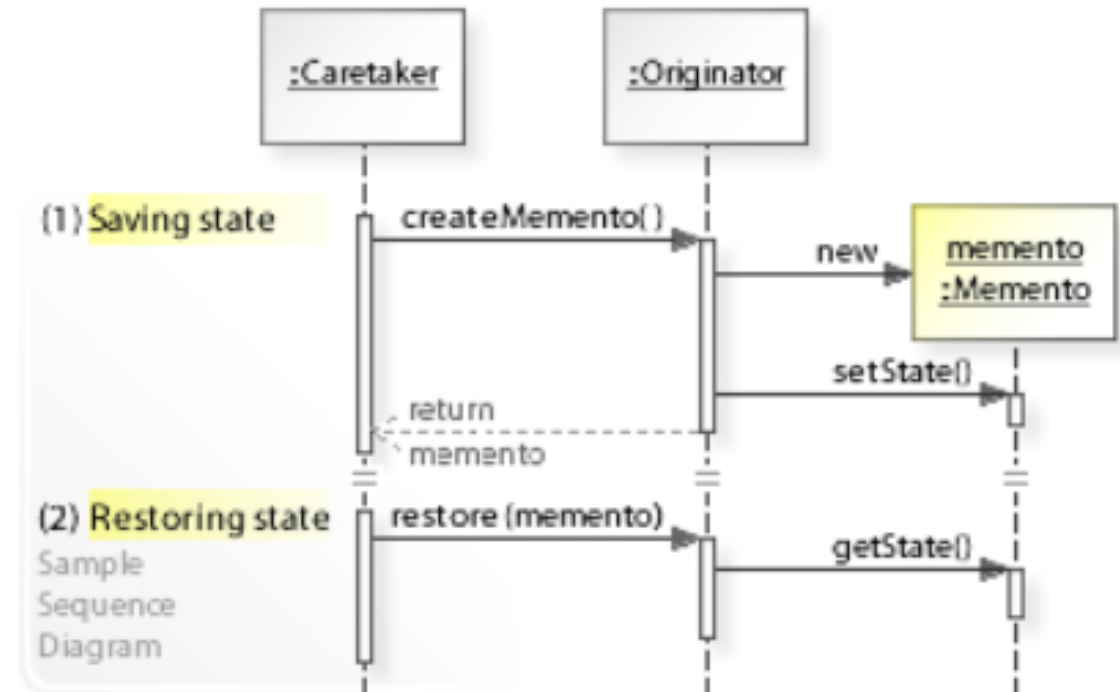 :Caretaker
:Originator
(1) Saving state
createMemento( )
new
memento
:Memento
setState()
return
memento
(2) Restoring state
restore (memento)
getState()
Sample
Sequence
Diagram